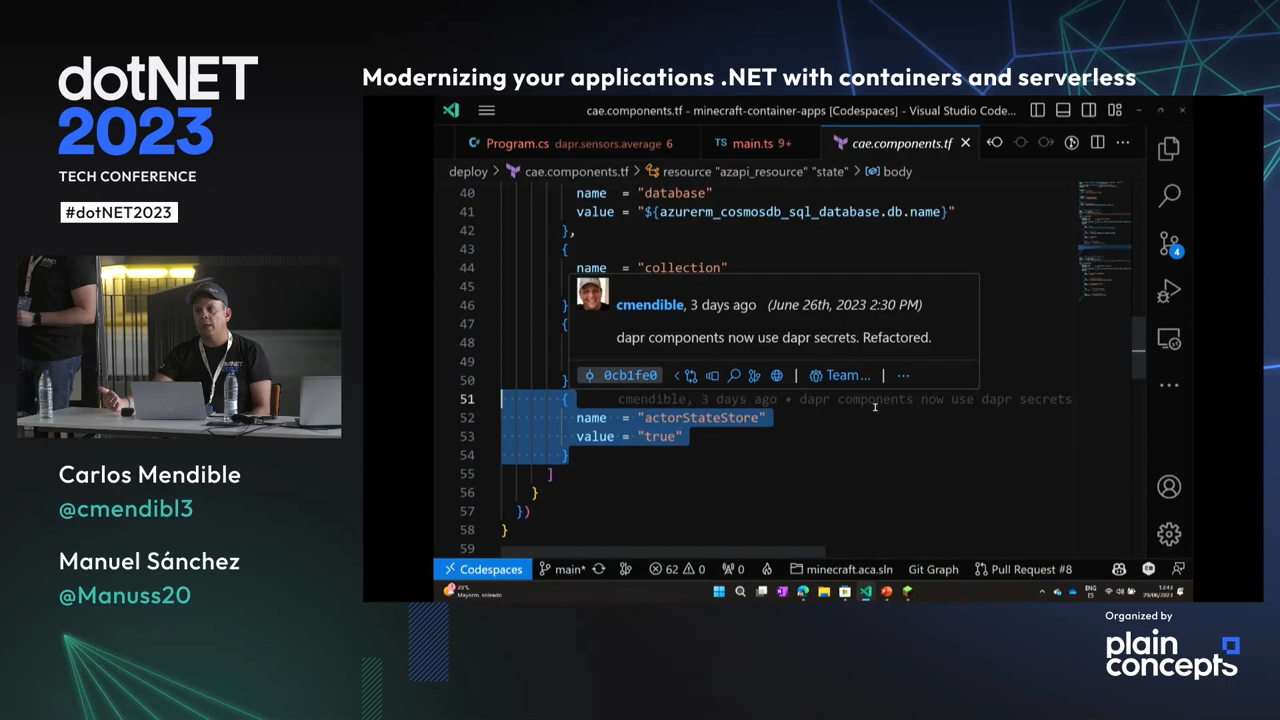 dotNET
2023
TECH CONFERENCE
#dotNET2023
Carlos Mendible
@cmendibl3
Manuel Sánchez
@Manuss20
Modernizing your applications .NET with containers and serverless
cae.components.tf - minecraft-container-apps [Codespaces] - Visual Studio Code...
Program.cs dapr.sensors.average 6
TS main.ts 9+
cae.components.tf
deploy > cae.components.tf > resource "azapi_resource" "state" > body
40 name = "database"
41 value = "${azurerm_cosmosdb_sql_database.db.name}"
42 },
43 {
44 name = "collection"
45
46 }
47 {
48
49
50 }
51 { cmendible, 3 days ago • dapr components now use dapr secrets
52 name = "actorStateStore"
53 value = "true"
54 }
55 ]
56 }
57 })
58 }
59
cmendible, 3 days ago (June 26th, 2023 2:30 PM)
dapr components now use dapr secrets. Refactored.
0cb1fe0 | Team... | ...
4
Codespaces main* 62 0 0 minecraft.aca.sln Git Graph Pull Request #8
ENG
ES
29/06/2023
Organized by
plain
concepts